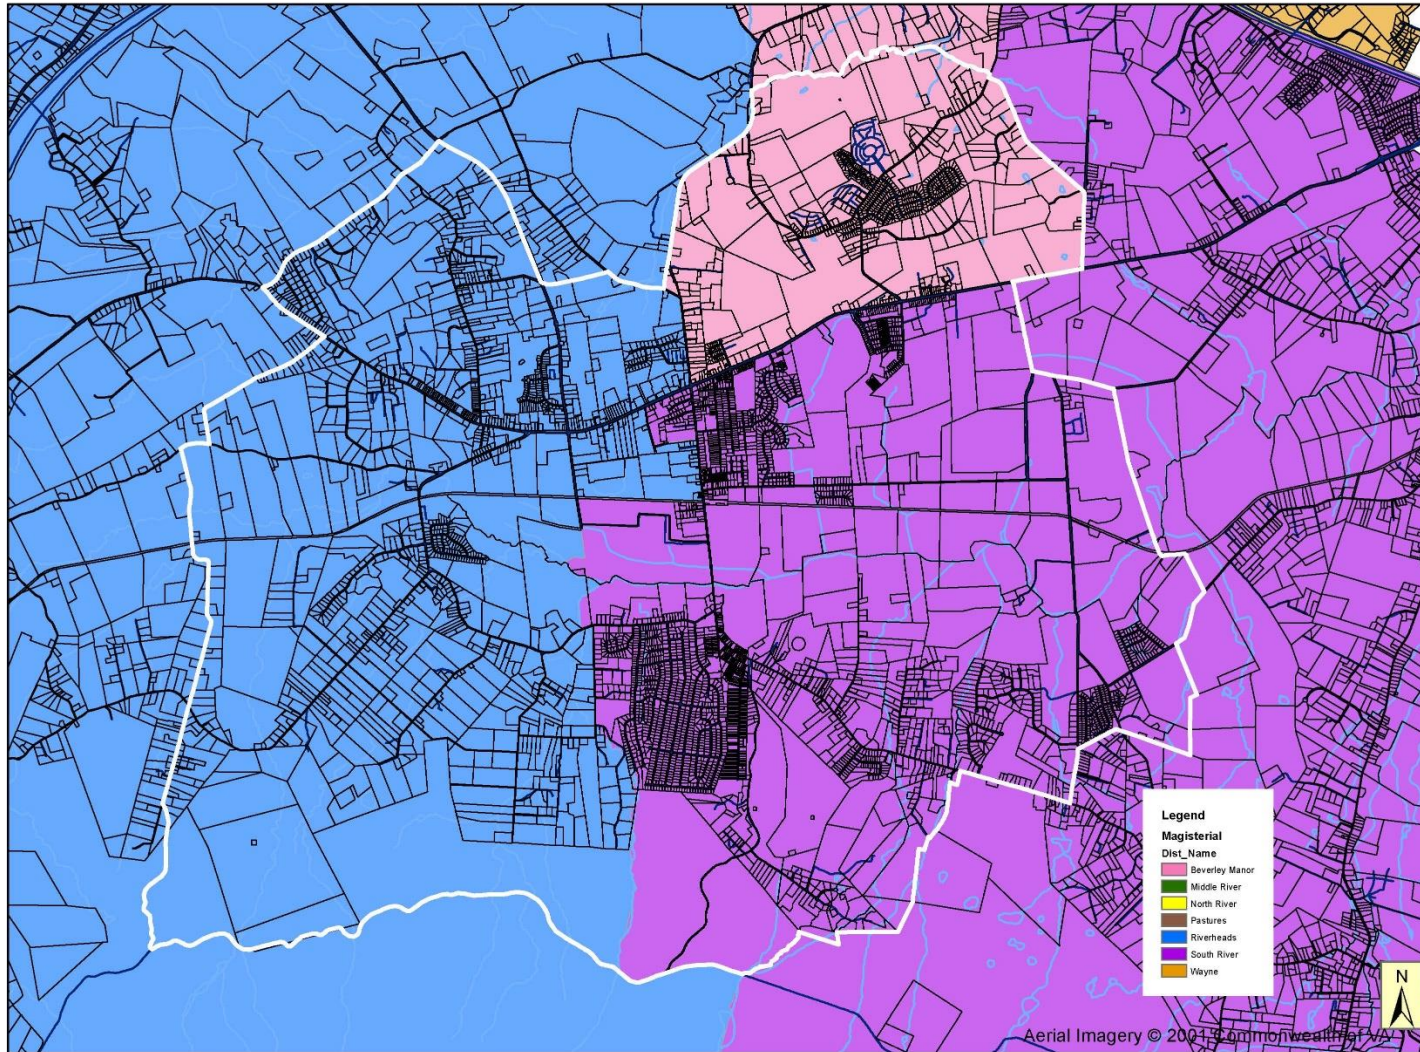 Legend
Magisterial
Dist_Name
Beverley Manor
Middle River
North River
Pastures
Riverheads
South River
Wayne
N
Aerial Imagery © 2001 Commonwealth of VA